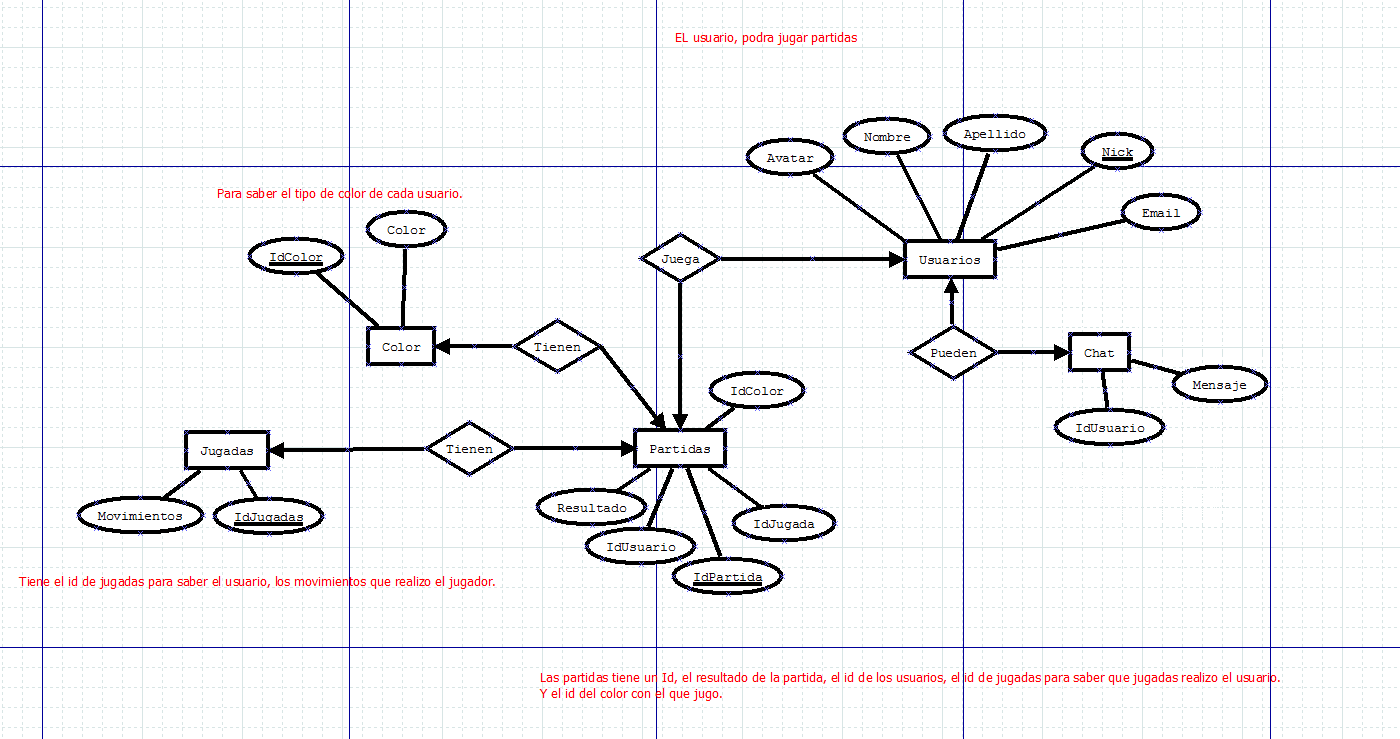 EL usuario, podra jugar partidas
Avatar
Nombre
Apellido
Nick
Email
Usuarios
Para saber el tipo de color de cada usuario.
IdColor
Color
Color
Tienen
Juega
Pueden
Chat
Mensaje
IdUsuario
IdColor
Jugadas
Movimientos
IdJugadas
Tienen
Partidas
Resultado
IdUsuario
IdPartida
IdJugada
Tiene el id de jugadas para saber el usuario, los movimientos que realizo el jugador.
Las partidas tiene un Id, el resultado de la partida, el id de los usuarios, el id de jugadas para saber que jugadas realizo el usuario.
Y el id del color con el que jugo.